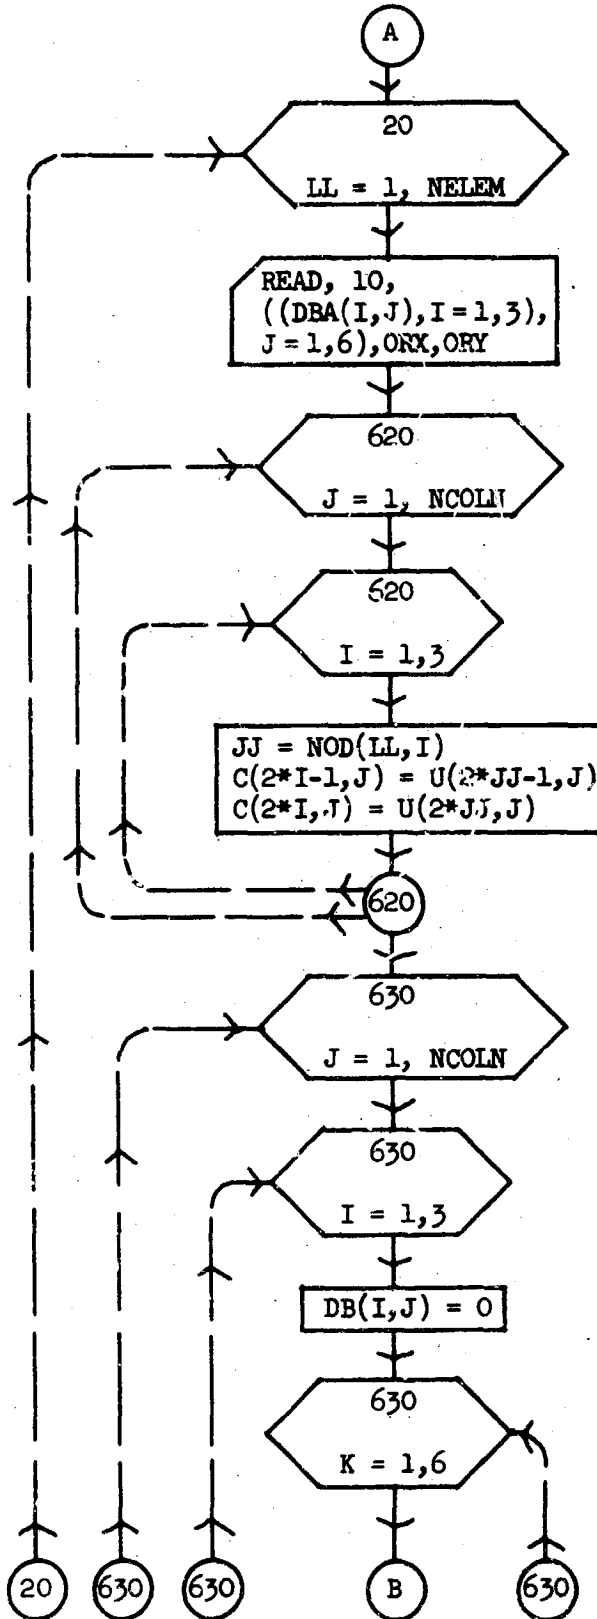 A
20
LL = 1, NELEM
READ, 10,
((DBA(I,J),I=1,3),
J=1,6),ORX,ORY
620
J = 1, NCOLN
620
I = 1,3
JJ = NOD(LL,I)
C(2*I-1,J) = U(2*JJ-1,J)
C(2*I,J) = U(2*JJ,J)
620
630
J = 1, NCOLN
630
I = 1,3
DB(I,J) = 0
630
K = 1,6
20
630
630
B
630